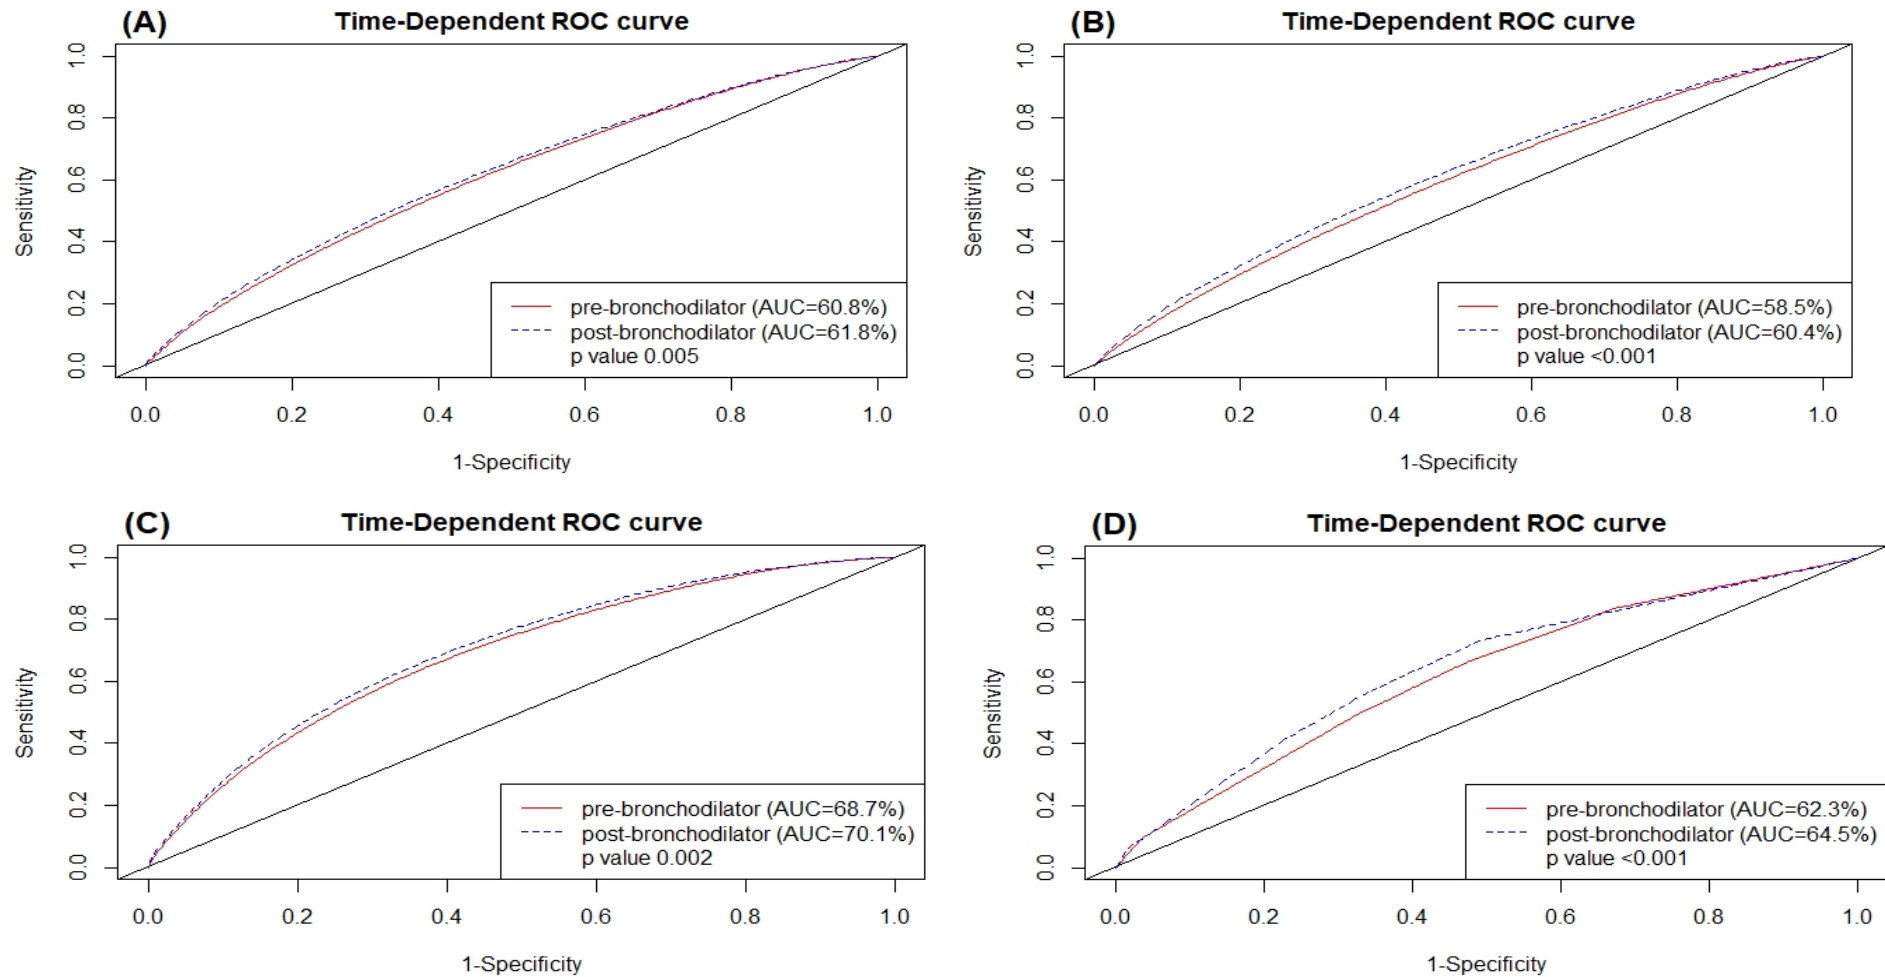 (A)
Time-Dependent ROC curve
Sensitivity
1.0
0.8
0.6
0.4
0.2
0.0
pre-bronchodilator (AUC=60.8%)
post-bronchodilator (AUC=61.8%)
p value 0.005
0.0 0.2 0.4 0.6 0.8 1.0
1-Specificity
(B)
Time-Dependent ROC curve
Sensitivity
1.0
0.8
0.6
0.4
0.2
0.0
pre-bronchodilator (AUC=58.5%)
post-bronchodilator (AUC=60.4%)
p value <0.001
0.0 0.2 0.4 0.6 0.8 1.0
1-Specificity
(C)
Time-Dependent ROC curve
Sensitivity
1.0
0.8
0.6
0.4
0.2
0.0
pre-bronchodilator (AUC=68.7%)
post-bronchodilator (AUC=70.1%)
p value 0.002
0.0 0.2 0.4 0.6 0.8 1.0
1-Specificity
(D)
Time-Dependent ROC curve
Sensitivity
1.0
0.8
0.6
0.4
0.2
0.0
pre-bronchodilator (AUC=62.3%)
post-bronchodilator (AUC=64.5%)
p value <0.001
0.0 0.2 0.4 0.6 0.8 1.0
1-Specificity